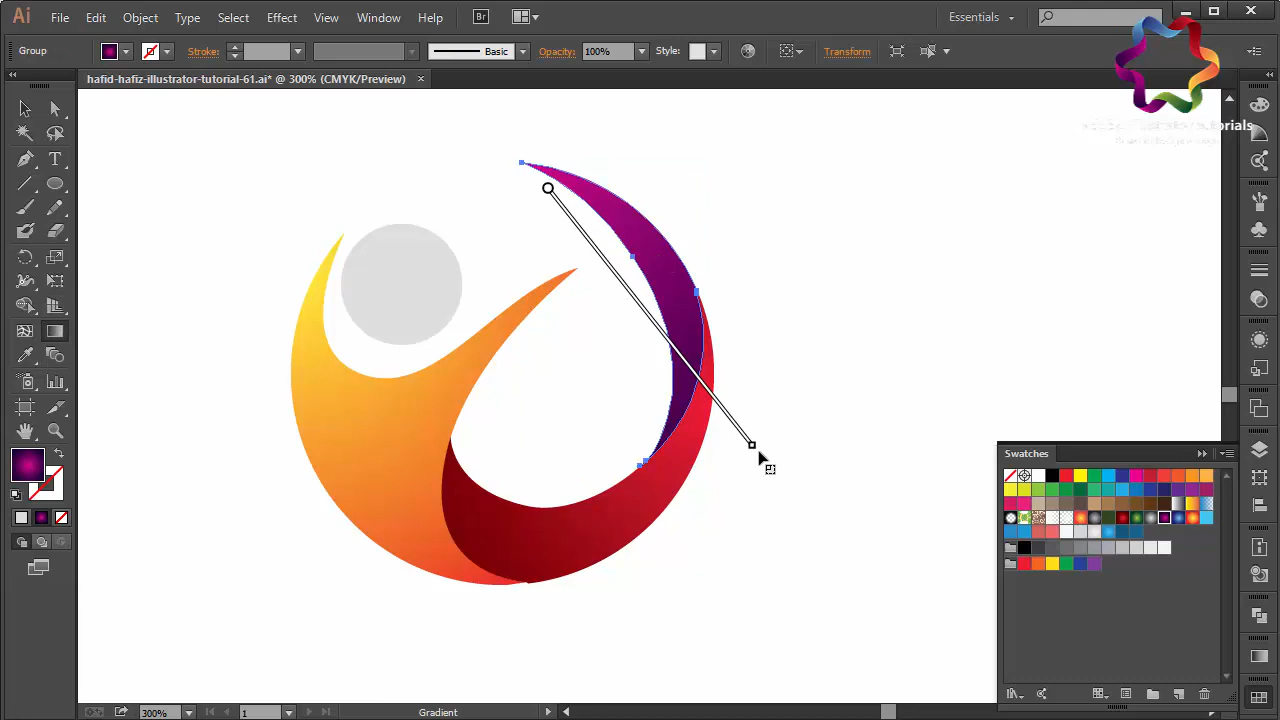 Ai File Edit Object Type Select Effect View Window Help Br Essentials
Group Stroke: Basic Opacity: 100% Style: Transform
hafid-hafiz-illustrator-tutorial-61.ai* @ 300% (CMYK/Preview)
Swatches
300% 1 Gradient